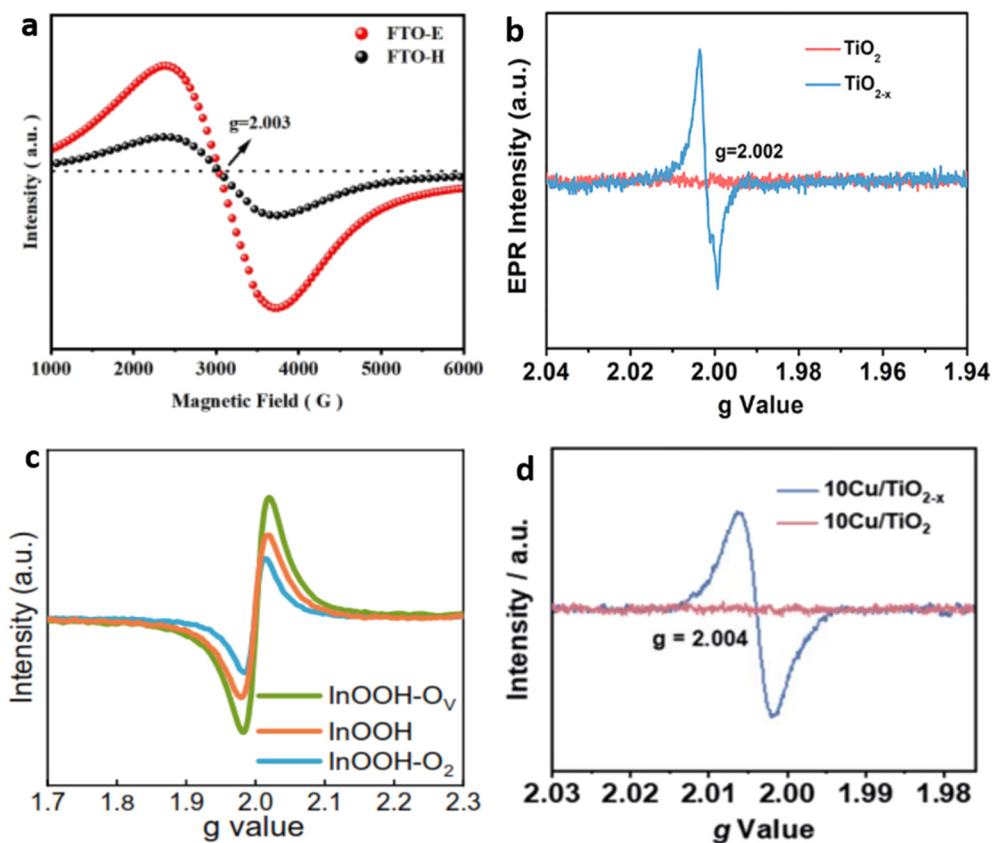 a
FTO-E
FTO-H
g=2.003
Intensity ( a.u. )
1000 2000 3000 4000 5000 6000
Magnetic Field ( G )
b
TiO2
TiO2-x
g=2.002
EPR Intensity (a.u.)
2.04 2.02 2.00 1.98 1.96 1.94
g Value
c
Intensity (a.u.)
InOOH-OV
InOOH
InOOH-O2
1.7 1.8 1.9 2.0 2.1 2.2 2.3
g value
d
10Cu/TiO2-x
10Cu/TiO2
g = 2.004
Intensity / a.u.
2.03 2.02 2.01 2.00 1.99 1.98
g Value